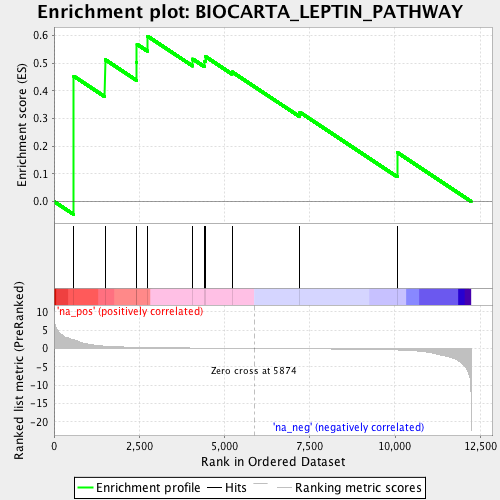 Enrichment plot: BIOCARTA_LEPTIN_PATHWAY
Enrichment score (ES)
0.6
0.5
0.4
0.3
0.2
0.1
0.0
'na_pos' (positively correlated)
Ranked list metric (PreRanked)
10
5
0
-5
-10
-15
-20
Zero cross at 5874
'na_neg' (negatively correlated)
0
2,500
5,000
7,500
10,000
12,500
Rank in Ordered Dataset
Enrichment profile
Hits
Ranking metric scores